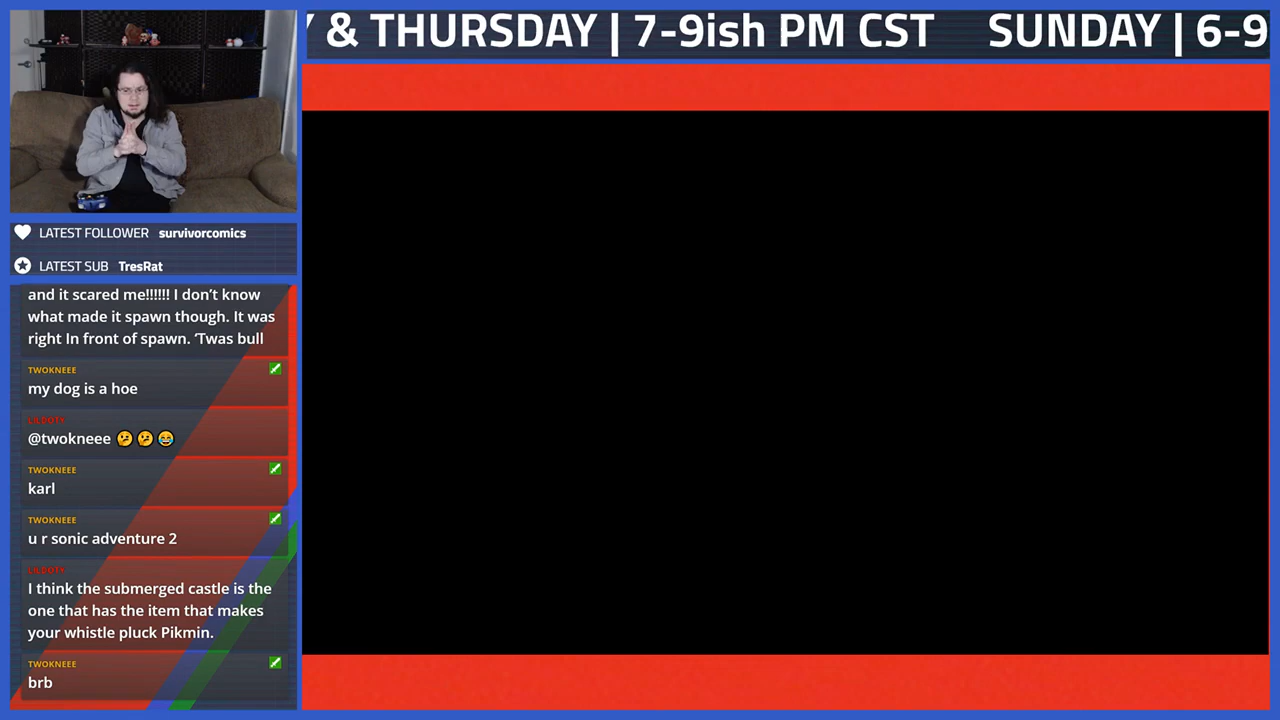 Y & THURSDAY | 7-9ish PM CST SUNDAY | 6-9
LATEST FOLLOWER survivorcomics
LATEST SUB TresRat
and it scared me!!!!!! I don't know
what made it spawn though. It was
right In front of spawn. 'Twas bull
TWOKNEEE
my dog is a hoe
LILDOTY
@twokneee 🤔🤔😂
TWOKNEEE
karl
TWOKNEEE
u r sonic adventure 2
LILDOTY
I think the submerged castle is the
one that has the item that makes
your whistle pluck Pikmin.
TWOKNEEE
brb